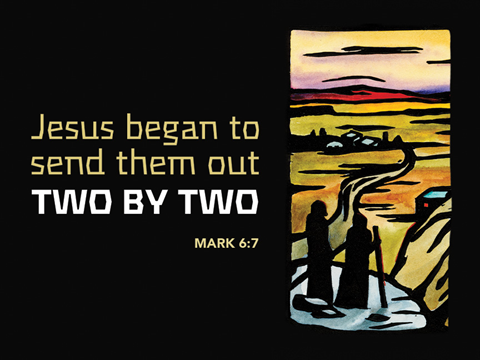 Jesus began to
send them out
TWO BY TWO
MARK 6:7